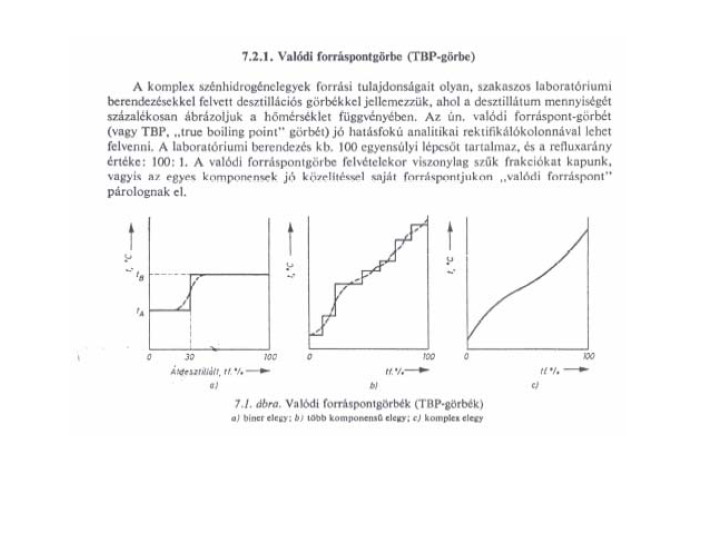 7.2.1. Valódi forráspontgörbe (TBP-görbe)
A komplex szénhidrogénelegyek forrási tulajdonságait olyan, szakaszos laboratóriumi
berendezésekkel felvett desztillációs görbékkel jellemezzük, ahol a desztillátum mennyiségét
százalékosan ábrázoljuk a hőmérséklet függvényében. Az ún. valódi forráspont-görbét
(vagy TBP, „true boiling point” görbét) jó hatásfokú analitikai rektifikálókolonnával lehet
felvenni. A laboratóriumi berendezés kb. 100 egyensúlyi lépcsőt tartalmaz, és a refluxarány
értéke: 100: 1. A valódi forráspontgörbe felvételekor viszonylag szűk frakciókat kapunk,
vagyis az egyes komponensek jó közelítéssel saját forráspontjukon „valódi forráspont”
párolognak el.
t, °C
t_B
t_A
0 30 100
Átdesztillált, tf. %
a)
t, °C
0 100
tf. %
b)
t, °C
0 100
tf. %
c)
7.1. ábra. Valódi forráspontgörbék (TBP-görbék)
a) biner elegy; b) több komponensű elegy; c) komplex elegy